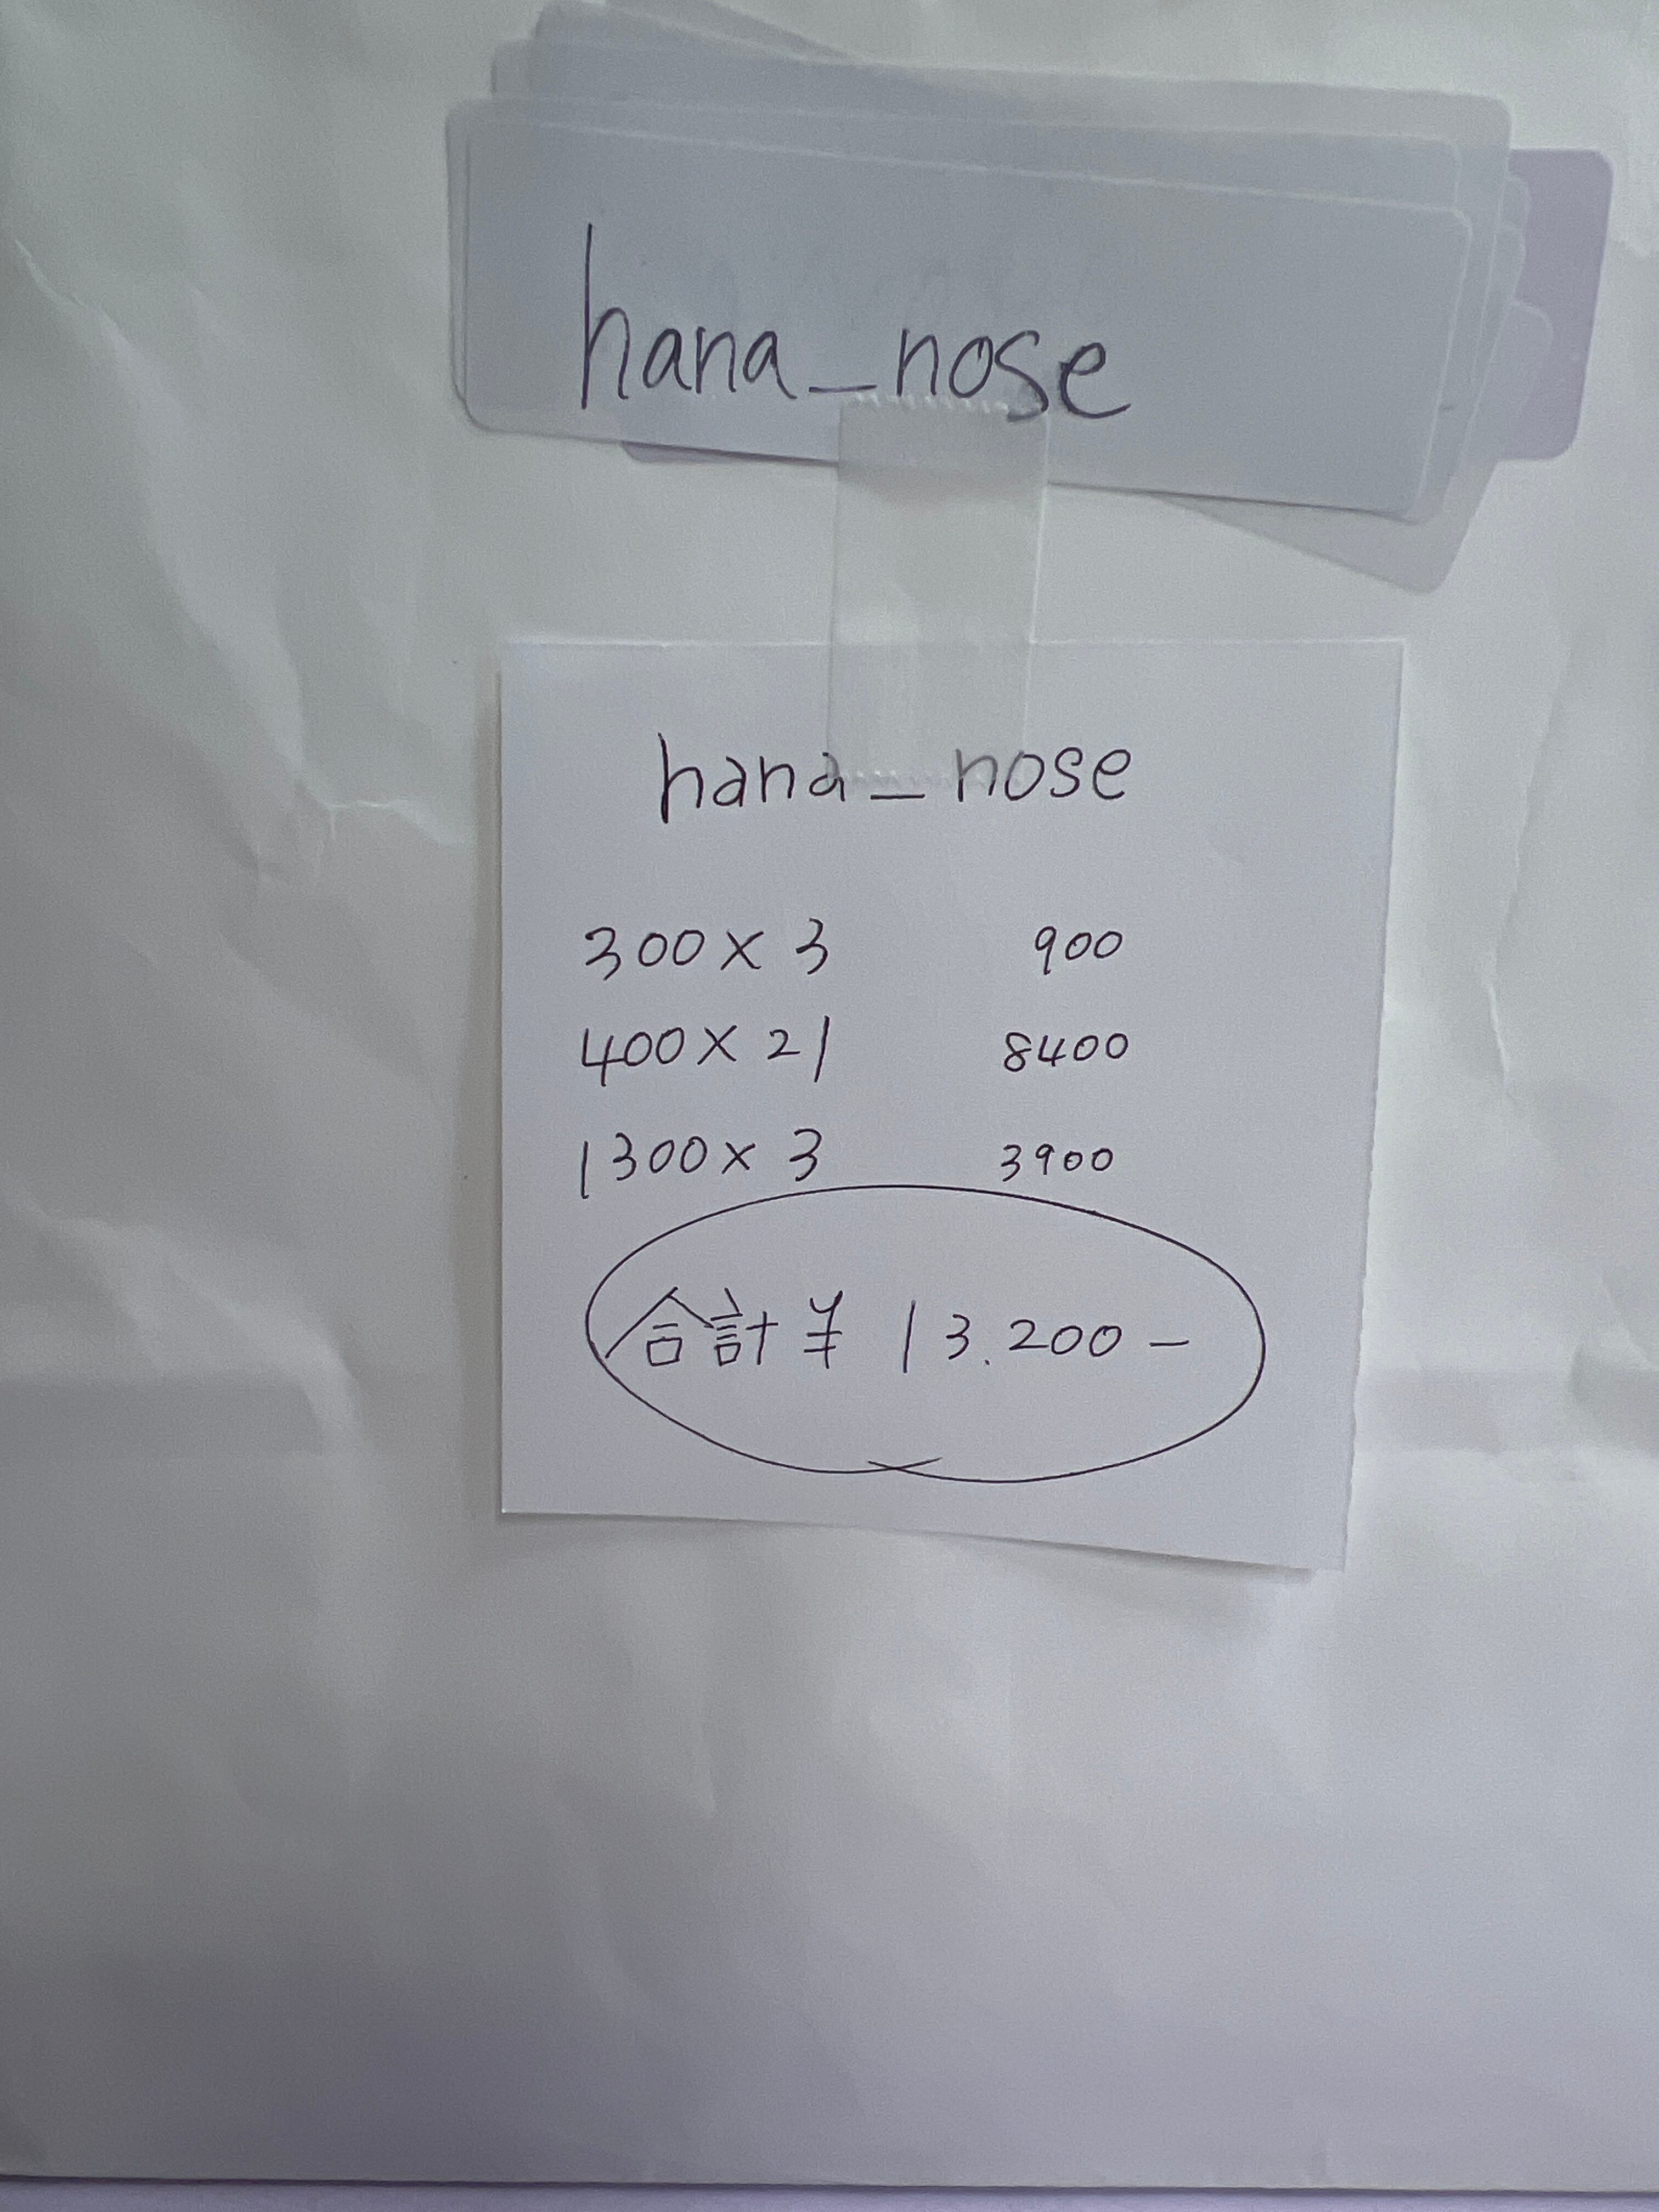 hana_nose
hana_nose
300 × 3 900
400 × 21 8400
1300 × 3 3900
合計 ¥ 13.200 −